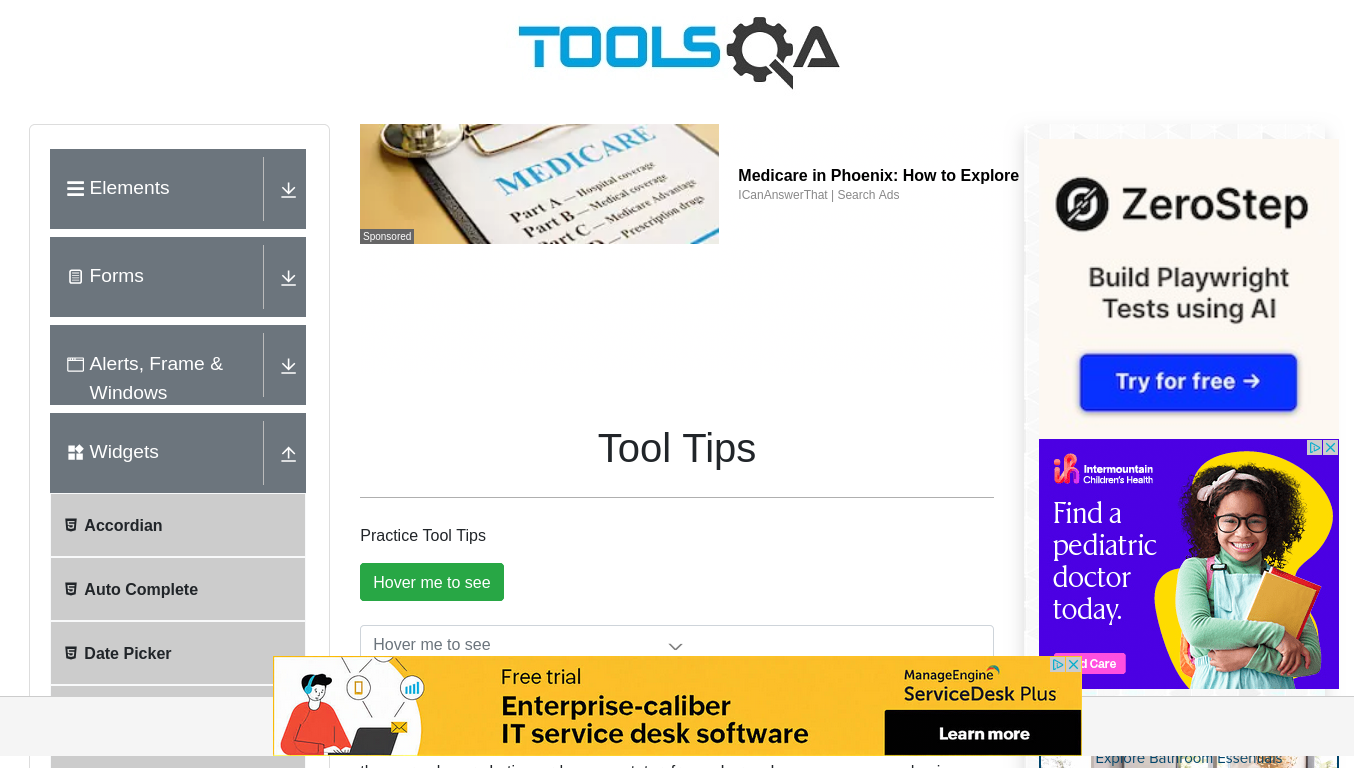 TOOLSQA
Elements
Forms
Alerts, Frame &
Windows
Widgets
Accordian
Auto Complete
Date Picker
MEDICARE
Part A – Hospital coverage
Part B – Medical coverage
Part C – Medicare Advantage
– Prescription drugs
Sponsored
Medicare in Phoenix: How to Explore
ICanAnswerThat | Search Ads
Tool Tips
Practice Tool Tips
Hover me to see
Hover me to see
ZeroStep
Build Playwright
Tests using AI
Try for free →
Intermountain
Children's Health
Find a
pediatric
doctor
today.
d Care
Free trial
Enterprise-caliber
IT service desk software
ManageEngine
ServiceDesk Plus
Learn more
Explore Bathroom Essentials